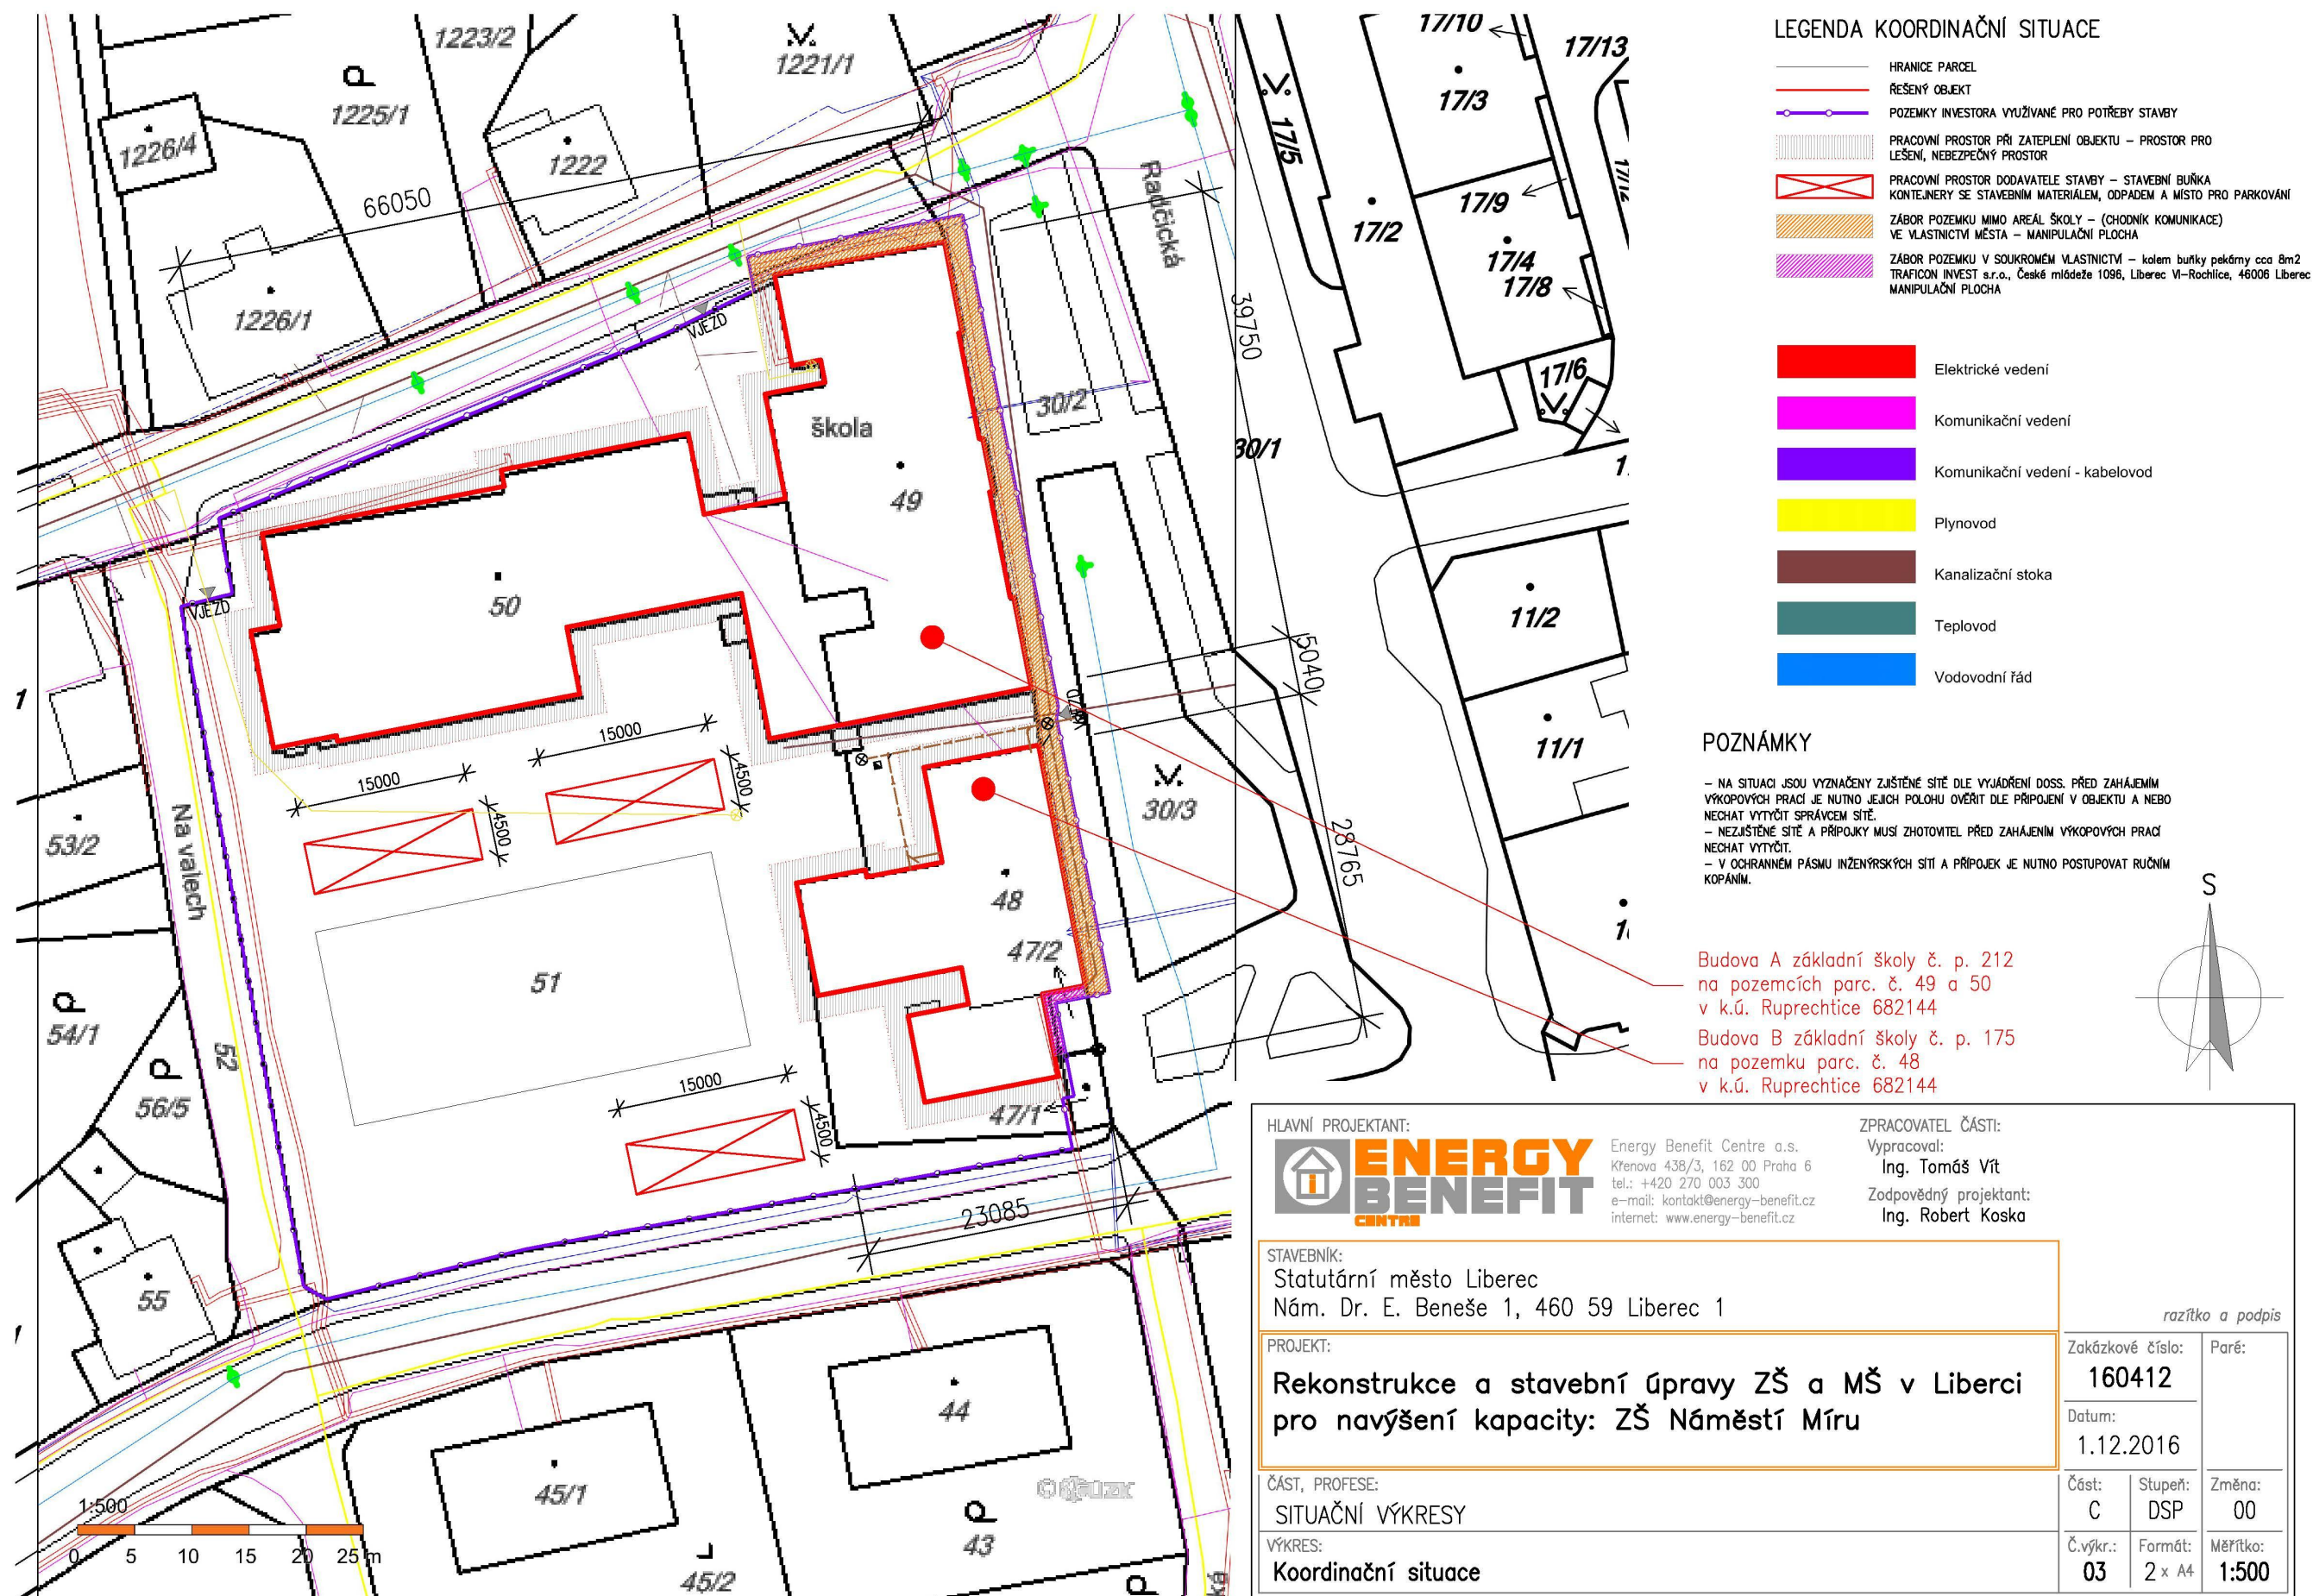 1223/2
1221/1
P
1225/1
1226/4
1222
66050
1226/1
VJEZD
Radčická
39750
17/10
17/13
17/3
17/5
17/9
17/2
17/4
17/8
17/6
30/2
30/1
škola
49
50
VJEZD
11/2
5040
11/1
15000
15000
4500
4500
30/3
53/2
Na valech
28765
48
47/2
51
P
54/1
52
P
56/5
15000
4500
47/1
23085
55
44
45/1
P
43
L
45/2
P
1:500
0 5 10 15 20 25 m
LEGENDA KOORDINAČNÍ SITUACE
HRANICE PARCEL
ŘEŠENÝ OBJEKT
POZEMKY INVESTORA VYUŽÍVANÉ PRO POTŘEBY STAVBY
PRACOVNÍ PROSTOR PŘI ZATEPLENÍ OBJEKTU – PROSTOR PRO
LEŠENÍ, NEBEZPEČNÝ PROSTOR
PRACOVNÍ PROSTOR DODAVATELE STAVBY – STAVEBNÍ BUŇKA
KONTEJNERY SE STAVEBNÍM MATERIÁLEM, ODPADEM A MÍSTO PRO PARKOVÁNÍ
ZÁBOR POZEMKU MIMO AREÁL ŠKOLY – (CHODNÍK KOMUNIKACE)
VE VLASTNICTVÍ MĚSTA – MANIPULAČNÍ PLOCHA
ZÁBOR POZEMKU V SOUKROMÉM VLASTNICTVÍ – kolem buňky pekárny cca 8m2
TRAFICON INVEST s.r.o., České mládeže 1096, Liberec VI–Rochlice, 46006 Liberec
MANIPULAČNÍ PLOCHA
Elektrické vedení
Komunikační vedení
Komunikační vedení - kabelovod
Plynovod
Kanalizační stoka
Teplovod
Vodovodní řád
POZNÁMKY
– NA SITUACI JSOU VYZNAČENY ZJIŠTĚNÉ SÍTĚ DLE VYJÁDŘENÍ DOSS. PŘED ZAHÁJEMÍM
VÝKOPOVÝCH PRACÍ JE NUTNO JEJICH POLOHU OVĚŘIT DLE PŘIPOJENÍ V OBJEKTU A NEBO
NECHAT VYTYČIT SPRÁVCEM SÍTĚ.
– NEZJIŠTĚNÉ SÍTĚ A PŘÍPOJKY MUSÍ ZHOTOVITEL PŘED ZAHÁJENÍM VÝKOPOVÝCH PRACÍ
NECHAT VYTYČIT.
– V OCHRANNÉM PÁSMU INŽENÝRSKÝCH SÍTÍ A PŘÍPOJEK JE NUTNO POSTUPOVAT RUČNÍM
KOPÁNÍM.
S
Budova A základní školy č. p. 212
na pozemcích parc. č. 49 a 50
v k.ú. Ruprechtice 682144
Budova B základní školy č. p. 175
na pozemku parc. č. 48
v k.ú. Ruprechtice 682144
HLAVNÍ PROJEKTANT:
ENERGY
BENEFIT
CENTRE
Energy Benefit Centre a.s.
Křenova 438/3, 162 00 Praha 6
tel.: +420 270 003 300
e–mail: kontakt@energy–benefit.cz
internet: www.energy–benefit.cz
ZPRACOVATEL ČÁSTI:
Vypracoval:
Ing. Tomáš Vít
Zodpovědný projektant:
Ing. Robert Koska
STAVEBNÍK:
Statutární město Liberec
Nám. Dr. E. Beneše 1, 460 59 Liberec 1
razítko a podpis
PROJEKT:
Rekonstrukce a stavební úpravy ZŠ a MŠ v Liberci
pro navýšení kapacity: ZŠ Náměstí Míru
Zakázkové číslo:
160412
Paré:
Datum:
1.12.2016
ČÁST, PROFESE:
SITUAČNÍ VÝKRESY
Část:
C
Stupeň:
DSP
Změna:
00
VÝKRES:
Koordinační situace
Č.výkr.:
03
Formát:
2 x A4
Měřítko:
1:500